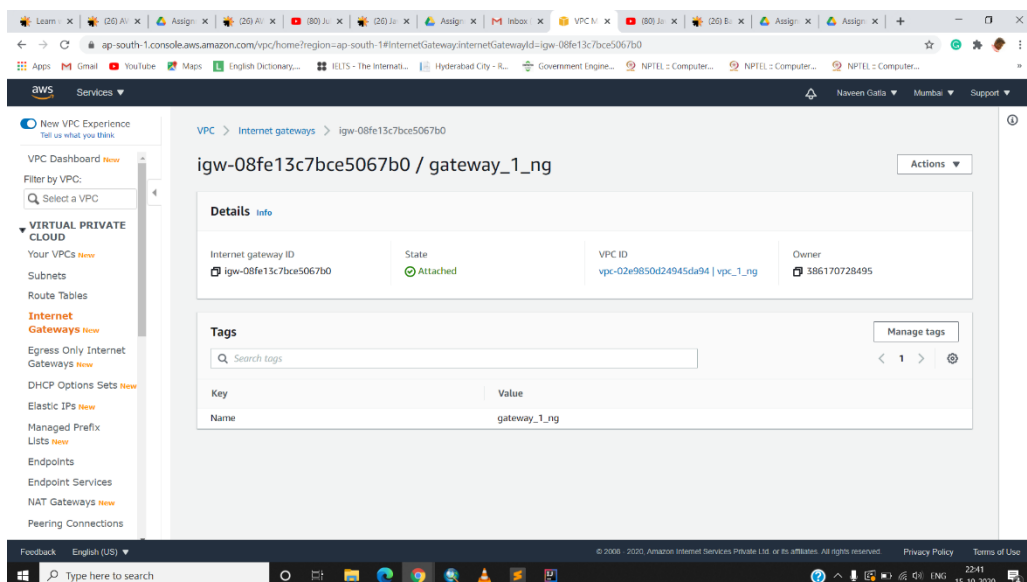 Learn
(26) AV
Assign
(26) AV
(80) Ju
(26) Ja
Assign
Inbox
VPC M
(80) Ja
(26) Ba
Assign
Assign
ap-south-1.console.aws.amazon.com/vpc/home?region=ap-south-1#InternetGateway:internetGatewayId=igw-08fe13c7bce5067b0
Apps Gmail YouTube Maps English Dictionary,... IELTS - The Internati... Hyderabad City - R... Government Engine... NPTEL :: Computer... NPTEL :: Computer... NPTEL :: Computer... »
aws Services Naveen Gatla Mumbai Support
New VPC Experience
Tell us what you think
VPC Dashboard New
Filter by VPC:
Select a VPC
VIRTUAL PRIVATE
CLOUD
Your VPCs New
Subnets
Route Tables
Internet
Gateways New
Egress Only Internet
Gateways New
DHCP Options Sets New
Elastic IPs New
Managed Prefix
Lists New
Endpoints
Endpoint Services
NAT Gateways New
Peering Connections
VPC > Internet gateways > igw-08fe13c7bce5067b0
igw-08fe13c7bce5067b0 / gateway_1_ng
Actions
Details Info
Internet gateway ID State VPC ID Owner
igw-08fe13c7bce5067b0 Attached vpc-02e9850d24945da94 | vpc_1_ng 386170728495
Tags
Manage tags
Search tags
< 1 >
Key Value
Name gateway_1_ng
Feedback English (US) © 2008 - 2020, Amazon Internet Services Private Ltd. or its affiliates. All rights reserved. Privacy Policy Terms of Use
Type here to search
ENG
22:41
15-10-2020